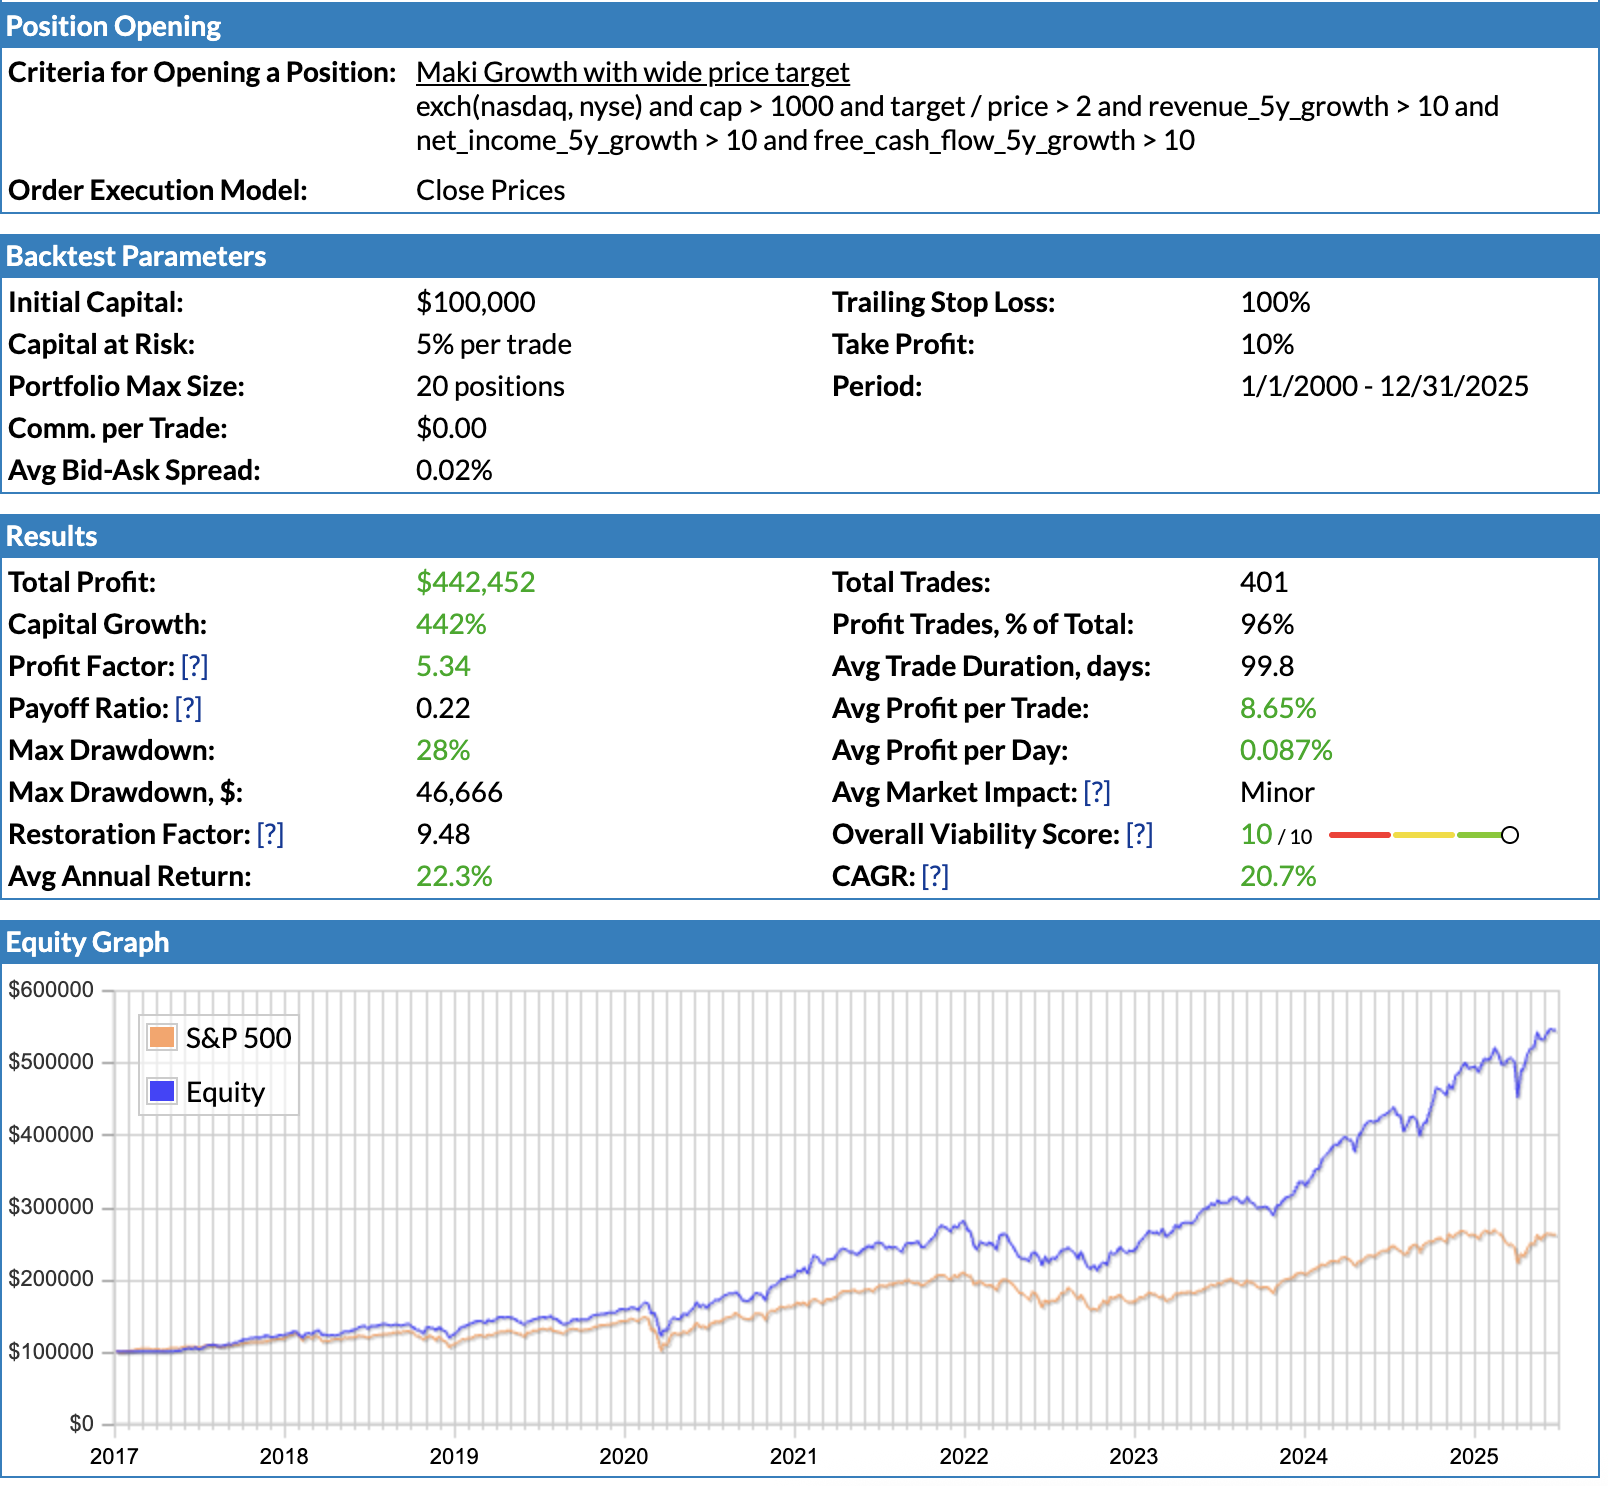 Position Opening
Criteria for Opening a Position: Maki Growth with wide price target
exch(nasdaq, nyse) and cap > 1000 and target / price > 2 and revenue_5y_growth > 10 and
net_income_5y_growth > 10 and free_cash_flow_5y_growth > 10
Order Execution Model: Close Prices
Backtest Parameters
Initial Capital: $100,000 Trailing Stop Loss: 100%
Capital at Risk: 5% per trade Take Profit: 10%
Portfolio Max Size: 20 positions Period: 1/1/2000 - 12/31/2025
Comm. per Trade: $0.00
Avg Bid-Ask Spread: 0.02%
Results
Total Profit: $442,452 Total Trades: 401
Capital Growth: 442% Profit Trades, % of Total: 96%
Profit Factor: [?] 5.34 Avg Trade Duration, days: 99.8
Payoff Ratio: [?] 0.22 Avg Profit per Trade: 8.65%
Max Drawdown: 28% Avg Profit per Day: 0.087%
Max Drawdown, $: 46,666 Avg Market Impact: [?] Minor
Restoration Factor: [?] 9.48 Overall Viability Score: [?] 10 / 10
Avg Annual Return: 22.3% CAGR: [?] 20.7%
Equity Graph
$600000
S&P 500
$500000
Equity
$400000
$300000
$200000
$100000
$0
2017 2018 2019 2020 2021 2022 2023 2024 2025